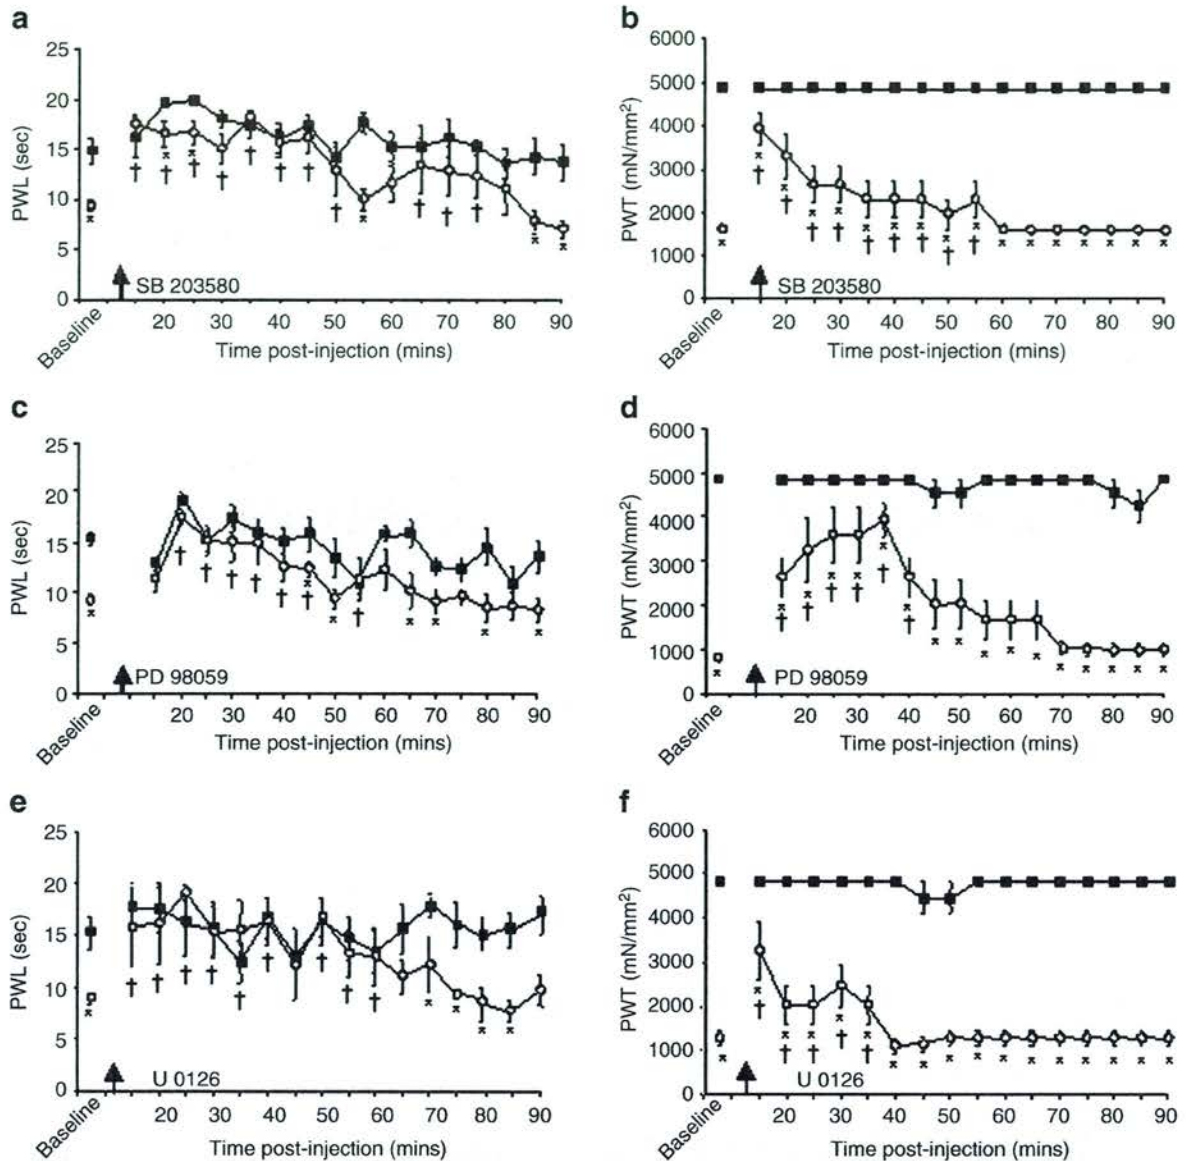 a
25
20
15
10
5
0
PWL (sec)
SB 203580
Baseline
20 30 40 50 60 70 80 90
Time post-injection (mins)
b
6000
5000
4000
3000
2000
1000
0
PWT (mN/mm²)
SB 203580
Baseline
20 30 40 50 60 70 80 90
Time post-injection (mins)
c
25
20
15
10
5
0
PWL (sec)
PD 98059
Baseline
20 30 40 50 60 70 80 90
Time post-injection (mins)
d
6000
5000
4000
3000
2000
1000
0
PWT (mN/mm²)
PD 98059
Baseline
20 30 40 50 60 70 80 90
Time post-injection (mins)
e
25
20
15
10
5
0
PWL (sec)
U 0126
Baseline
20 30 40 50 60 70 80 90
Time post-injection (mins)
f
6000
5000
4000
3000
2000
1000
0
PWT (mN/mm²)
U 0126
Baseline
20 30 40 50 60 70 80 90
Time post-injection (mins)